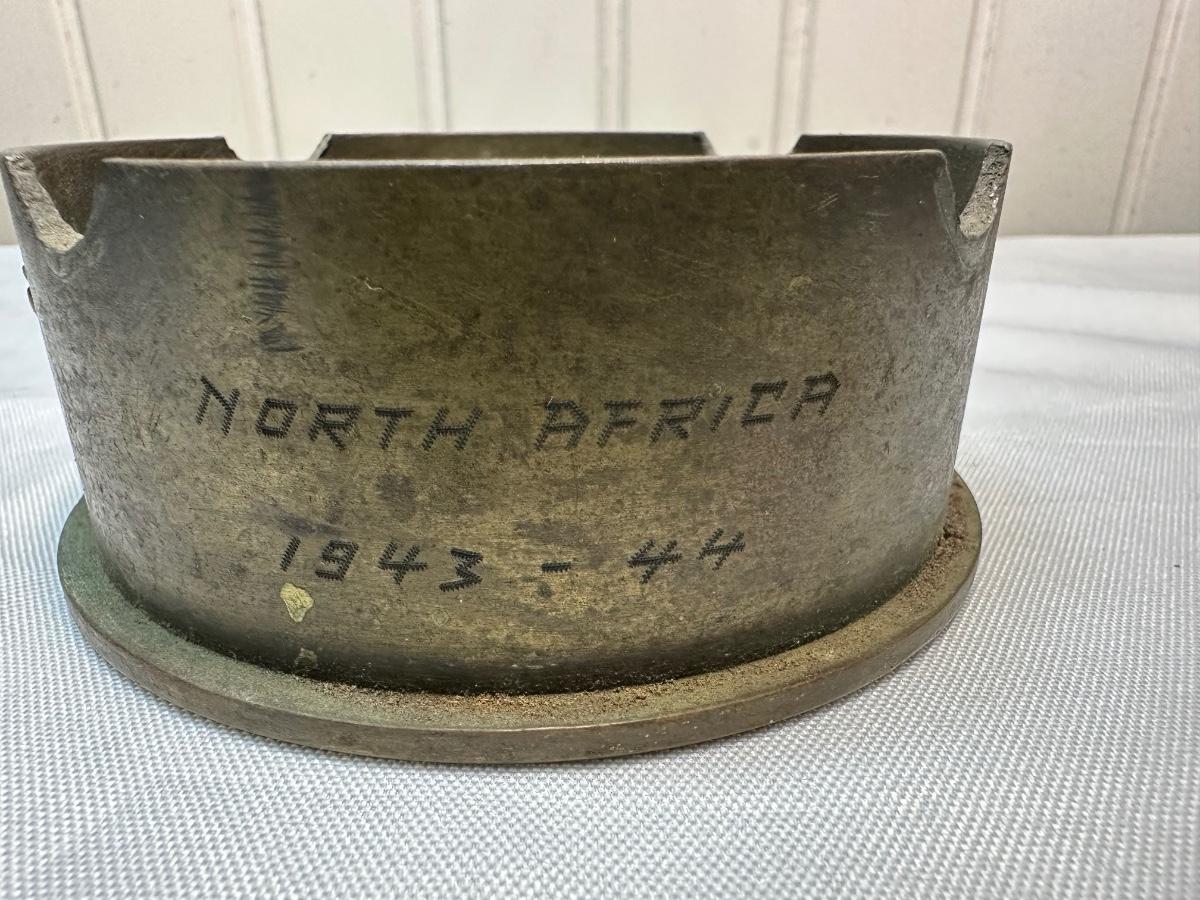 NORTH AFRICA
1943 - 44